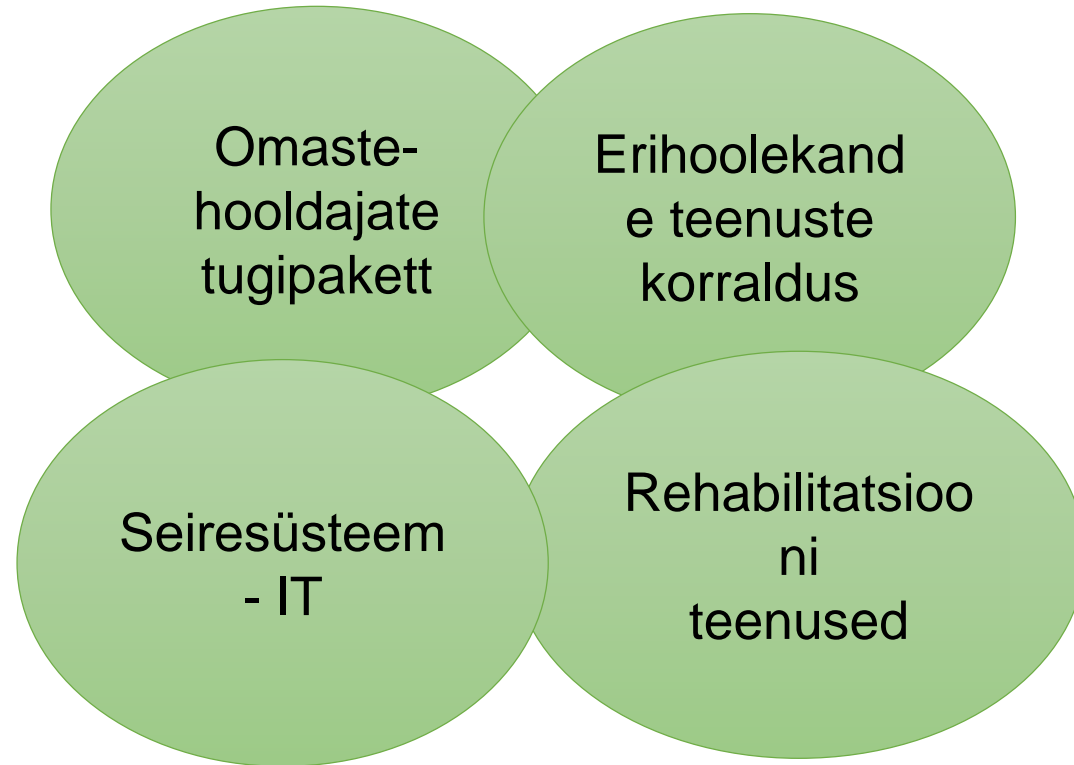 Omaste-
hooldajate
tugipakett
Erihoolekand
e teenuste
korraldus
Seiresüsteem
- IT
Rehabilitatsioo
ni
teenused